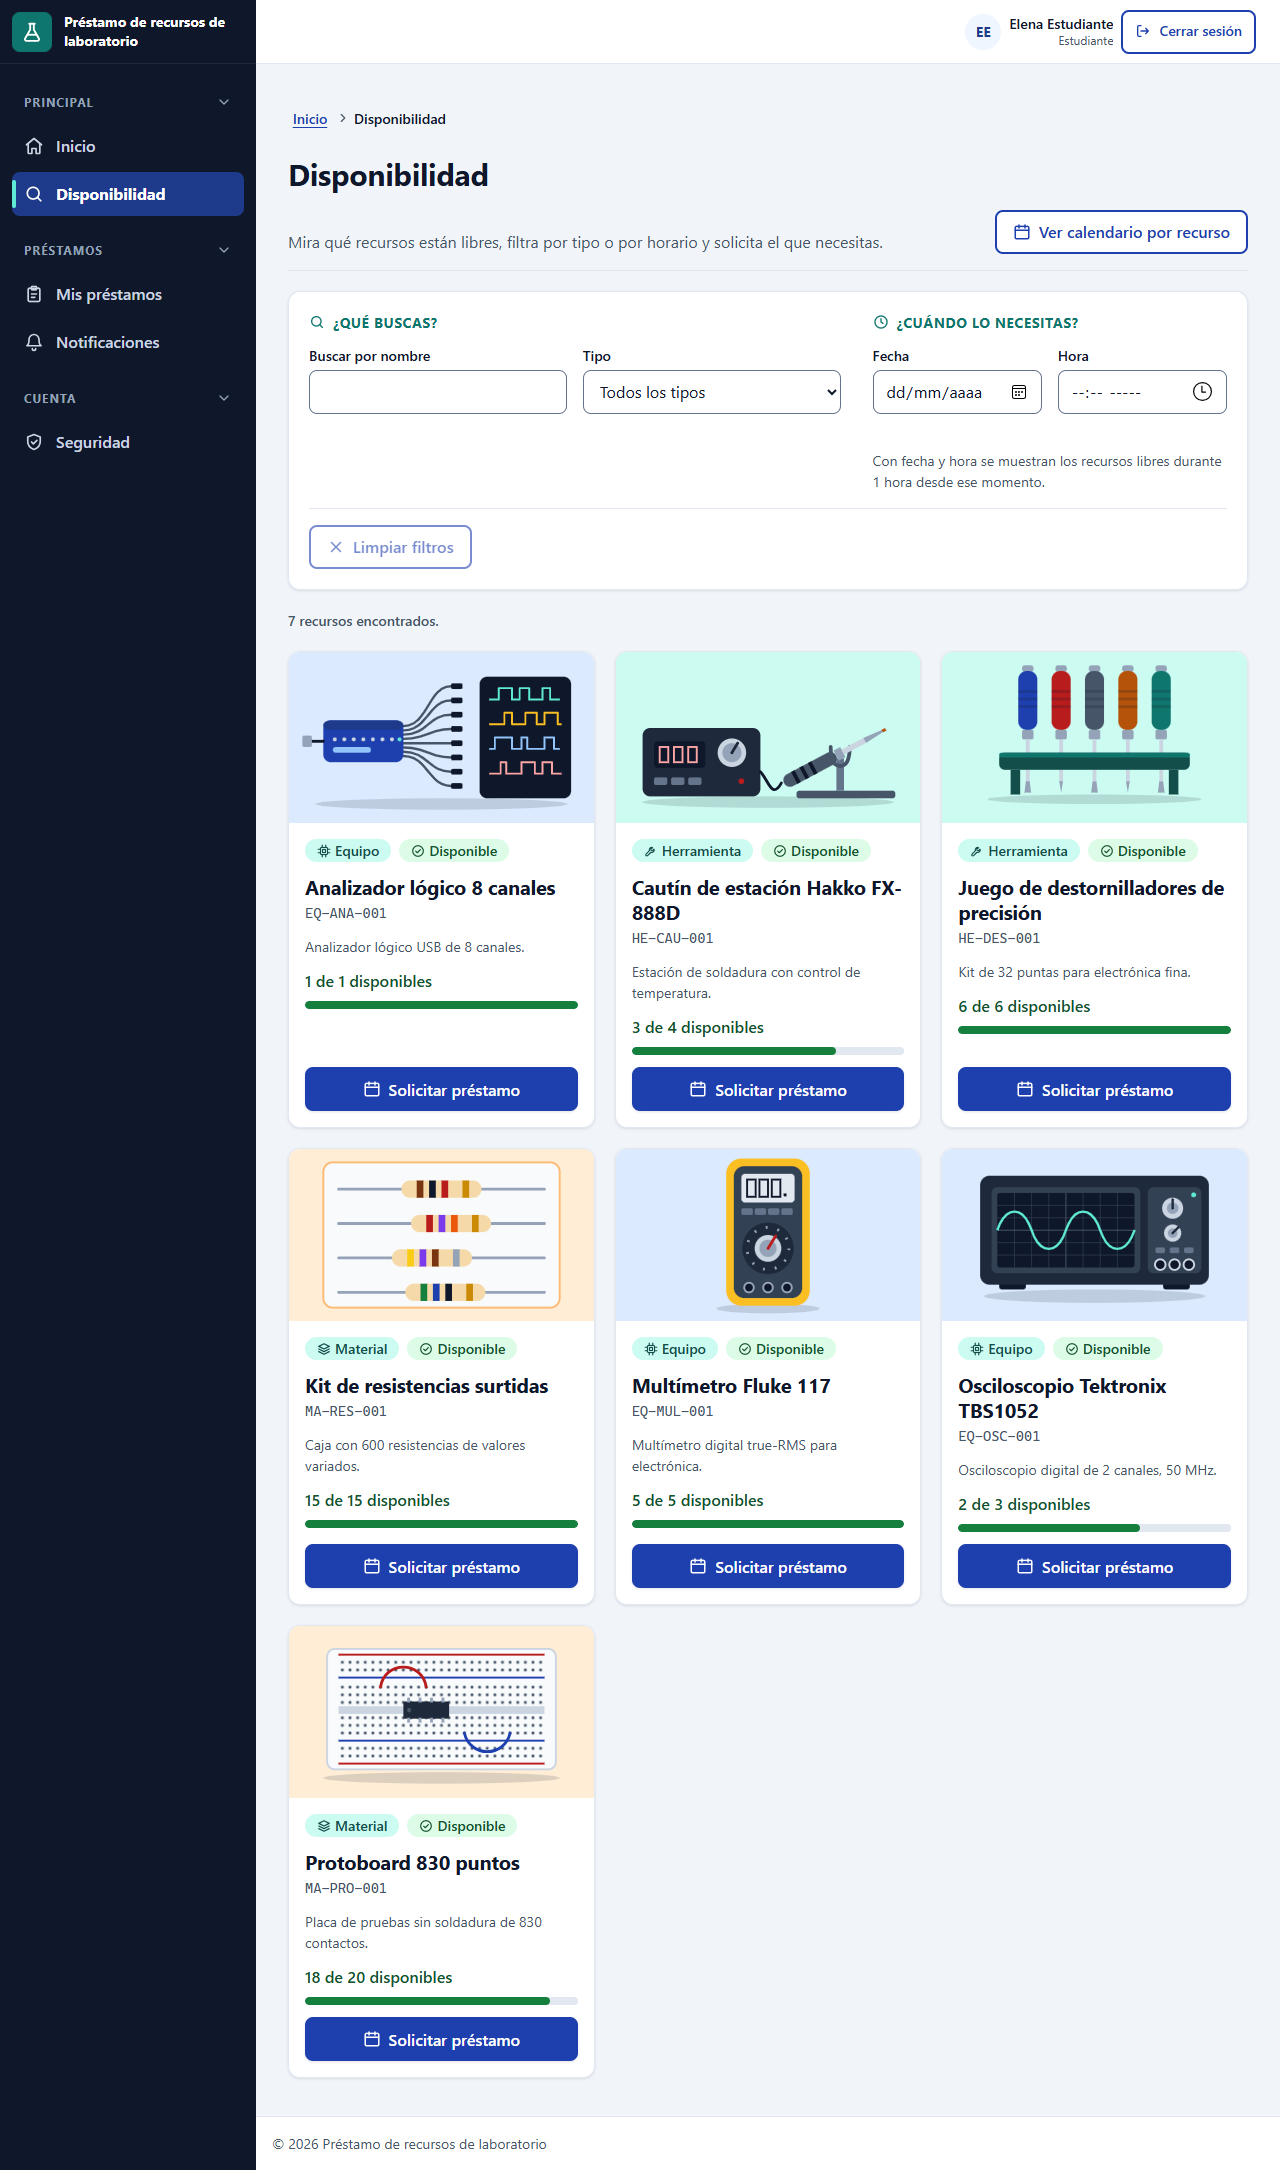 Préstamo de recursos de
laboratorio
EE
Elena Estudiante
Estudiante
Cerrar sesión
PRINCIPAL
Inicio
Disponibilidad
PRÉSTAMOS
Mis préstamos
Notificaciones
CUENTA
Seguridad
Inicio > Disponibilidad
Disponibilidad
Mira qué recursos están libres, filtra por tipo o por horario y solicita el que necesitas.
Ver calendario por recurso
¿QUÉ BUSCAS?
Buscar por nombre
Tipo
Todos los tipos
¿CUÁNDO LO NECESITAS?
Fecha
Hora
dd/mm/aaaa
--:-- -----
Con fecha y hora se muestran los recursos libres durante
1 hora desde ese momento.
Limpiar filtros
7 recursos encontrados.
Equipo
Disponible
Analizador lógico 8 canales
EQ-ANA-001
Analizador lógico USB de 8 canales.
1 de 1 disponibles
Solicitar préstamo
000
Herramienta
Disponible
Cautín de estación Hakko FX-
888D
HE-CAU-001
Estación de soldadura con control de
temperatura.
3 de 4 disponibles
Solicitar préstamo
Herramienta
Disponible
Juego de destornilladores de
precisión
HE-DES-001
Kit de 32 puntas para electrónica fina.
6 de 6 disponibles
Solicitar préstamo
Material
Disponible
Kit de resistencias surtidas
MA-RES-001
Caja con 600 resistencias de valores
variados.
15 de 15 disponibles
Solicitar préstamo
000.
Equipo
Disponible
Multímetro Fluke 117
EQ-MUL-001
Multímetro digital true-RMS para
electrónica.
5 de 5 disponibles
Solicitar préstamo
Equipo
Disponible
Osciloscopio Tektronix
TBS1052
EQ-OSC-001
Osciloscopio digital de 2 canales, 50 MHz.
2 de 3 disponibles
Solicitar préstamo
Material
Disponible
Protoboard 830 puntos
MA-PRO-001
Placa de pruebas sin soldadura de 830
contactos.
18 de 20 disponibles
Solicitar préstamo
© 2026 Préstamo de recursos de laboratorio